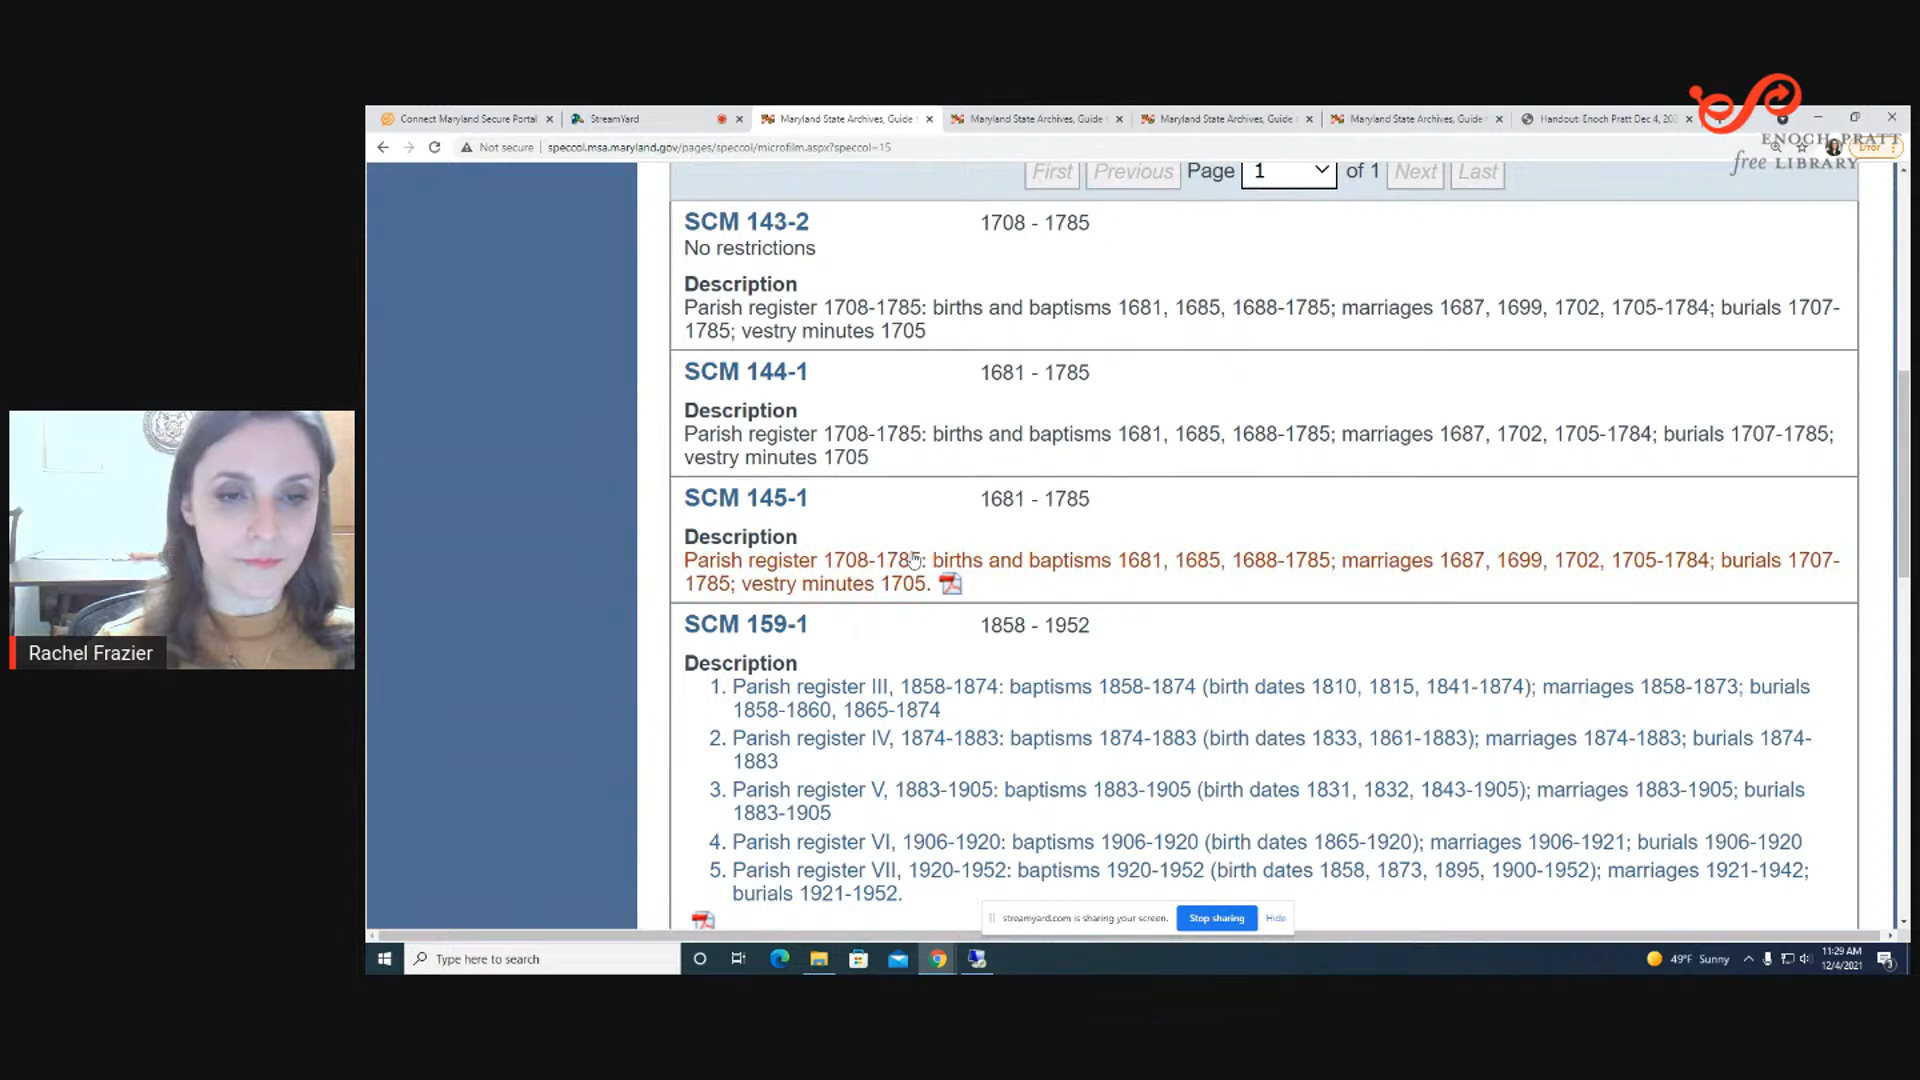 Connect Maryland Secure Portal
StreamYard
Maryland State Archives, Guide
Maryland State Archives, Guide
Maryland State Archives, Guide
Maryland State Archives, Guide
Handout: Enoch Pratt Dec 4, 202
ENOCH PRATT
free LIBRARY
Not secure
speccol.msa.maryland.gov/pages/speccol/microfilm.aspx?speccol=15
Error
First Previous Page 1 of 1 Next Last
SCM 143-2 1708 - 1785
No restrictions
Description
Parish register 1708-1785: births and baptisms 1681, 1685, 1688-1785; marriages 1687, 1699, 1702, 1705-1784; burials 1707-
1785; vestry minutes 1705
SCM 144-1 1681 - 1785
Description
Parish register 1708-1785: births and baptisms 1681, 1685, 1688-1785; marriages 1687, 1702, 1705-1784; burials 1707-1785;
vestry minutes 1705
SCM 145-1 1681 - 1785
Description
Parish register 1708-1785: births and baptisms 1681, 1685, 1688-1785; marriages 1687, 1699, 1702, 1705-1784; burials 1707-
1785; vestry minutes 1705.
SCM 159-1 1858 - 1952
Description
1. Parish register III, 1858-1874: baptisms 1858-1874 (birth dates 1810, 1815, 1841-1874); marriages 1858-1873; burials
1858-1860, 1865-1874
2. Parish register IV, 1874-1883: baptisms 1874-1883 (birth dates 1833, 1861-1883); marriages 1874-1883; burials 1874-
1883
3. Parish register V, 1883-1905: baptisms 1883-1905 (birth dates 1831, 1832, 1843-1905); marriages 1883-1905; burials
1883-1905
4. Parish register VI, 1906-1920: baptisms 1906-1920 (birth dates 1865-1920); marriages 1906-1921; burials 1906-1920
5. Parish register VII, 1920-1952: baptisms 1920-1952 (birth dates 1858, 1873, 1895, 1900-1952); marriages 1921-1942;
burials 1921-1952.
Rachel Frazier
streamyard.com is sharing your screen. Stop sharing Hide
Type here to search
49°F Sunny
11:29 AM
12/4/2021
3